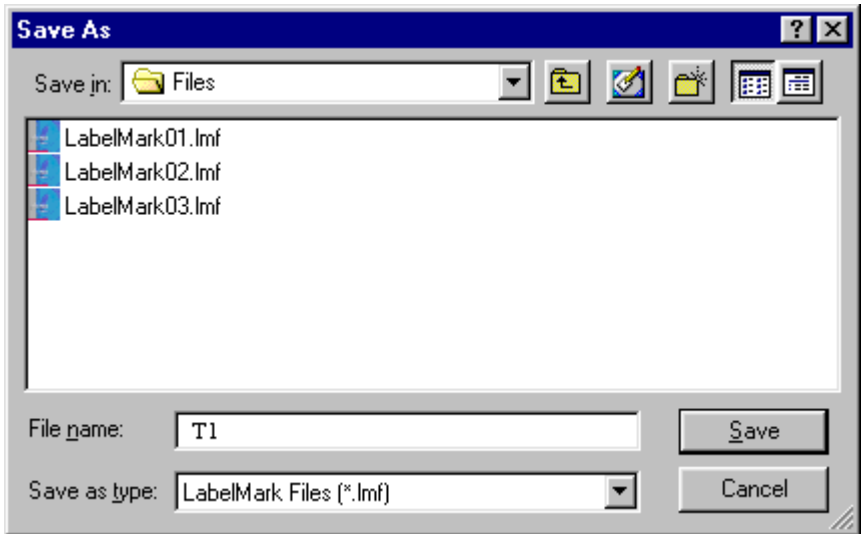 Save As
Save in: Files
LabelMark01.lmf
LabelMark02.lmf
LabelMark03.lmf
File name: T1 Save
Save as type: LabelMark Files (*.lmf) Cancel